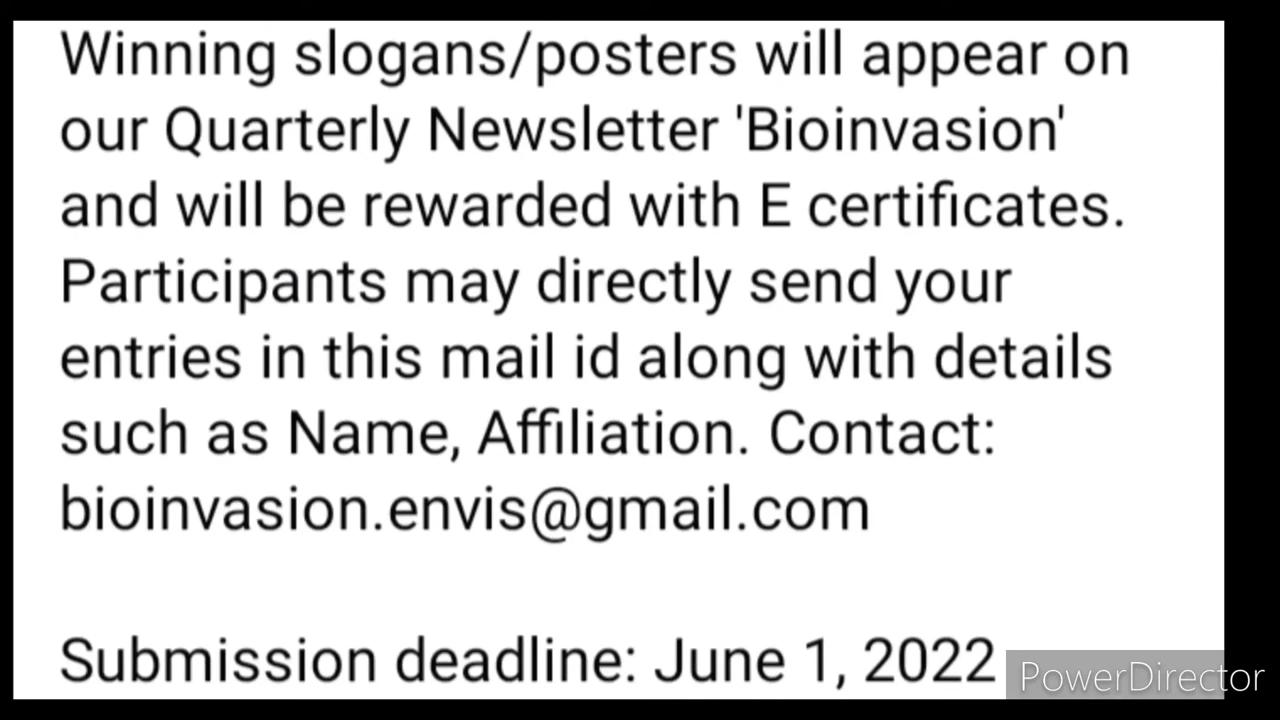 Winning slogans/posters will appear on
our Quarterly Newsletter 'Bioinvasion'
and will be rewarded with E certificates.
Participants may directly send your
entries in this mail id along with details
such as Name, Affiliation. Contact:
bioinvasion.envis@gmail.com
Submission deadline: June 1, 2022
PowerDirector